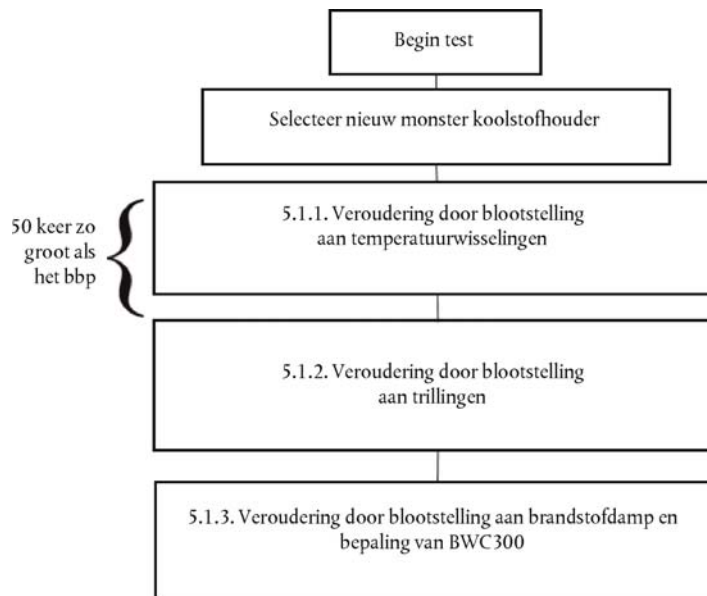 Begin test
Selecteer nieuw monster koolstofhouder
50 keer zo
groot als
het bbp
5.1.1. Veroudering door blootstelling
aan temperatuurwisselingen
5.1.2. Veroudering door blootstelling
aan trillingen
5.1.3. Veroudering door blootstelling aan brandstofdamp en
bepaling van BWC300